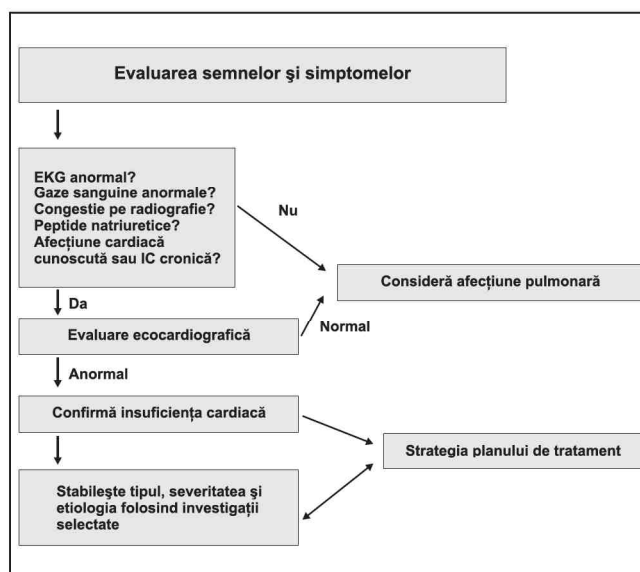 Evaluarea semnelor şi simptomelor
EKG anormal?
Gaze sanguine anormale?
Congestie pe radiografie?
Peptide natriuretice?
Afecţiune cardiacă
cunoscută sau IC cronică?
Nu
Consideră afecţiune pulmonară
Da
Evaluare ecocardiografică
Normal
Anormal
Confirmă insuficienţa cardiacă
Strategia planului de tratament
Stabileşte tipul, severitatea şi
etiologia folosind investigaţii
selectate